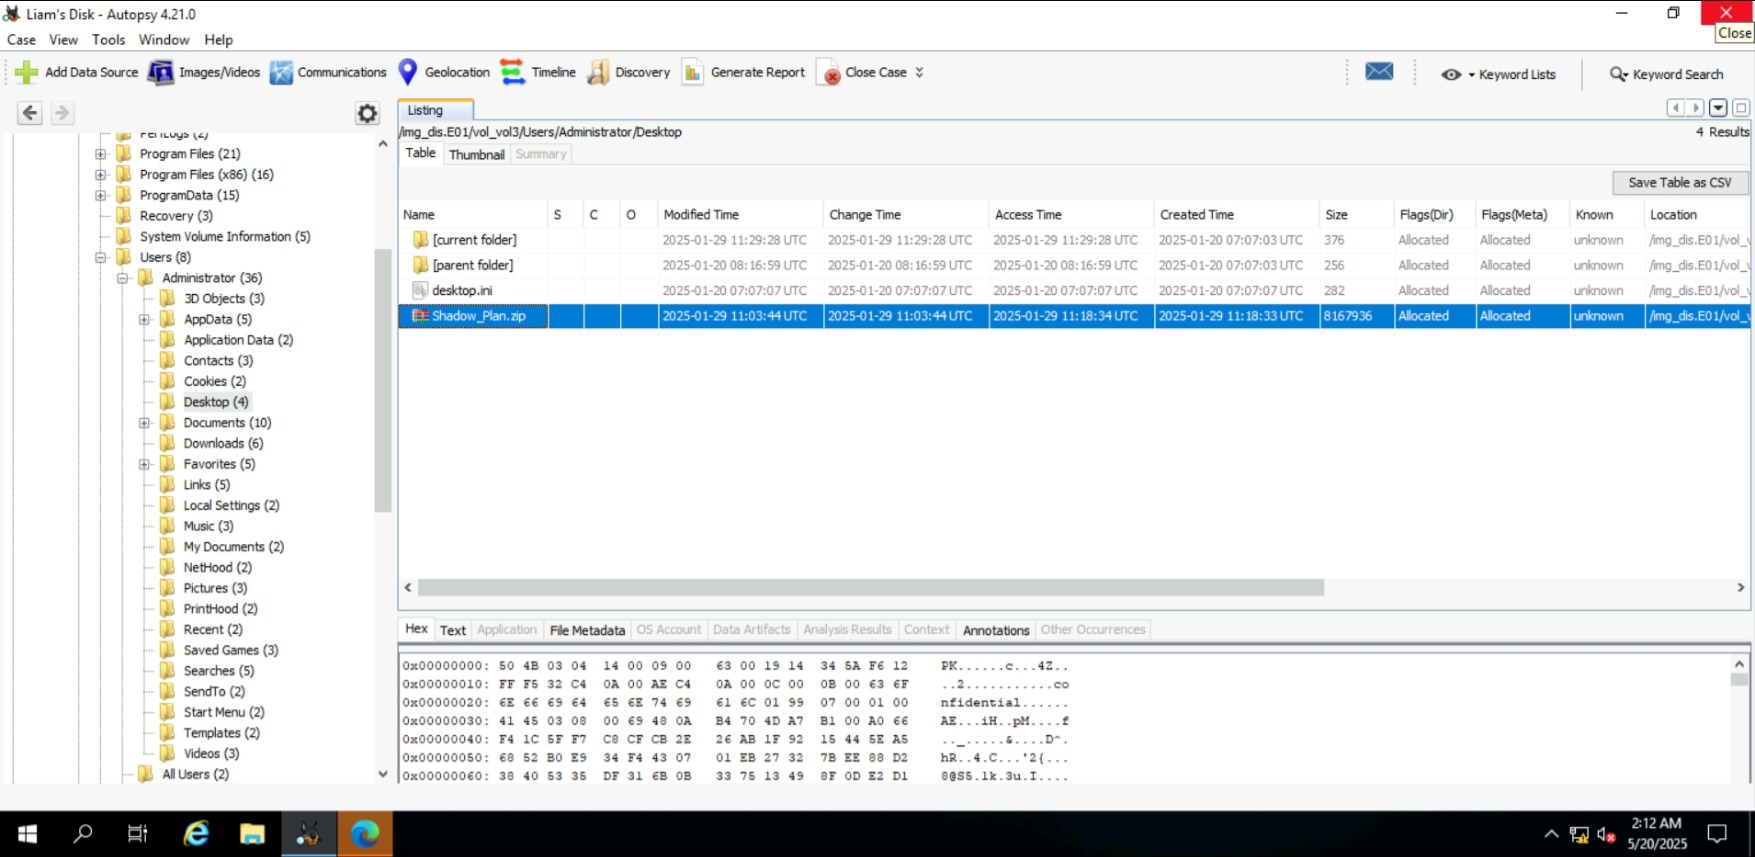 Liam's Disk - Autopsy 4.21.0
Close
Case View Tools Window Help
Add Data Source Images/Videos Communications Geolocation Timeline Discovery Generate Report Close Case Keyword Lists Keyword Search
PerfLogs (2)
Program Files (21)
Program Files (x86) (16)
ProgramData (15)
Recovery (3)
System Volume Information (5)
Users (8)
Administrator (36)
3D Objects (3)
AppData (5)
Application Data (2)
Contacts (3)
Cookies (2)
Desktop (4)
Documents (10)
Downloads (6)
Favorites (5)
Links (5)
Local Settings (2)
Music (3)
My Documents (2)
NetHood (2)
Pictures (3)
PrintHood (2)
Recent (2)
Saved Games (3)
Searches (5)
SendTo (2)
Start Menu (2)
Templates (2)
Videos (3)
All Users (2)
Listing
/img_dis.E01/vol_vol3/Users/Administrator/Desktop
4 Results
Table Thumbnail Summary
Save Table as CSV
Name S C O Modified Time Change Time Access Time Created Time Size Flags(Dir) Flags(Meta) Known Location
[current folder] 2025-01-29 11:29:28 UTC 2025-01-29 11:29:28 UTC 2025-01-29 11:29:28 UTC 2025-01-20 07:07:03 UTC 376 Allocated Allocated unknown /img_dis.E01/vol_v
[parent folder] 2025-01-20 08:16:59 UTC 2025-01-20 08:16:59 UTC 2025-01-20 08:16:59 UTC 2025-01-20 07:07:03 UTC 256 Allocated Allocated unknown /img_dis.E01/vol_v
desktop.ini 2025-01-20 07:07:07 UTC 2025-01-20 07:07:07 UTC 2025-01-20 07:07:07 UTC 2025-01-20 07:07:07 UTC 282 Allocated Allocated unknown /img_dis.E01/vol_v
Shadow_Plan.zip 2025-01-29 11:03:44 UTC 2025-01-29 11:03:44 UTC 2025-01-29 11:18:34 UTC 2025-01-29 11:18:33 UTC 8167936 Allocated Allocated unknown /img_dis.E01/vol_v
Hex Text Application File Metadata OS Account Data Artifacts Analysis Results Context Annotations Other Occurrences
0x00000000: 50 4B 03 04 14 00 09 00 63 00 19 14 34 5A F6 12 PK......c...4Z..
0x00000010: FF F5 32 C4 0A 00 AE C4 0A 00 0C 00 0B 00 63 6F ..2...........co
0x00000020: 6E 66 69 64 65 6E 74 69 61 6C 01 99 07 00 01 00 nfidential......
0x00000030: 41 45 03 08 00 69 48 0A B4 70 4D A7 B1 00 A0 66 AE...iH..pM....f
0x00000040: F4 1C 5F F7 C8 CF CB 2E 26 AB 1F 92 15 44 5E A5 .._.....&....D^.
0x00000050: 68 52 B0 E9 34 F4 43 07 01 EB 27 32 7B EE 88 D2 hR..4.C...'2{...
0x00000060: 38 40 53 35 DF 31 6B 0B 33 75 13 49 8F 0D E2 D1 8@S5.1k.3u.I....
2:12 AM
5/20/2025